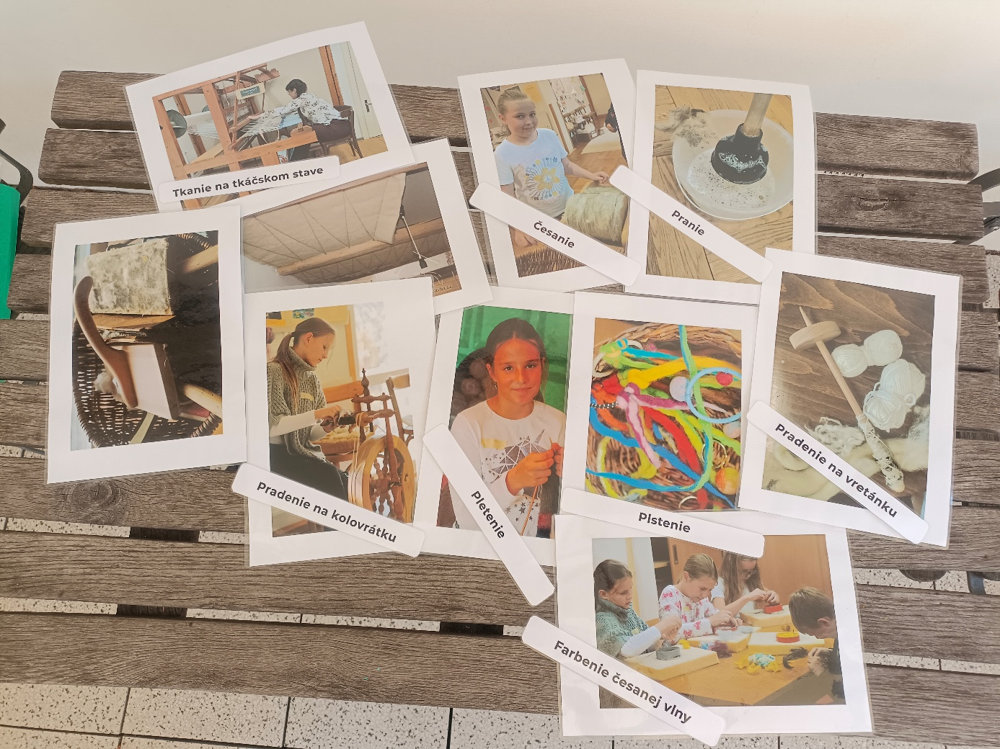 Tkanie na tkáčskom stave
Česanie
Pranie
Pradenie na kolovrátku
Pletenie
Plstenie
Pradenie na vretánku
Farbenie česanej vlny